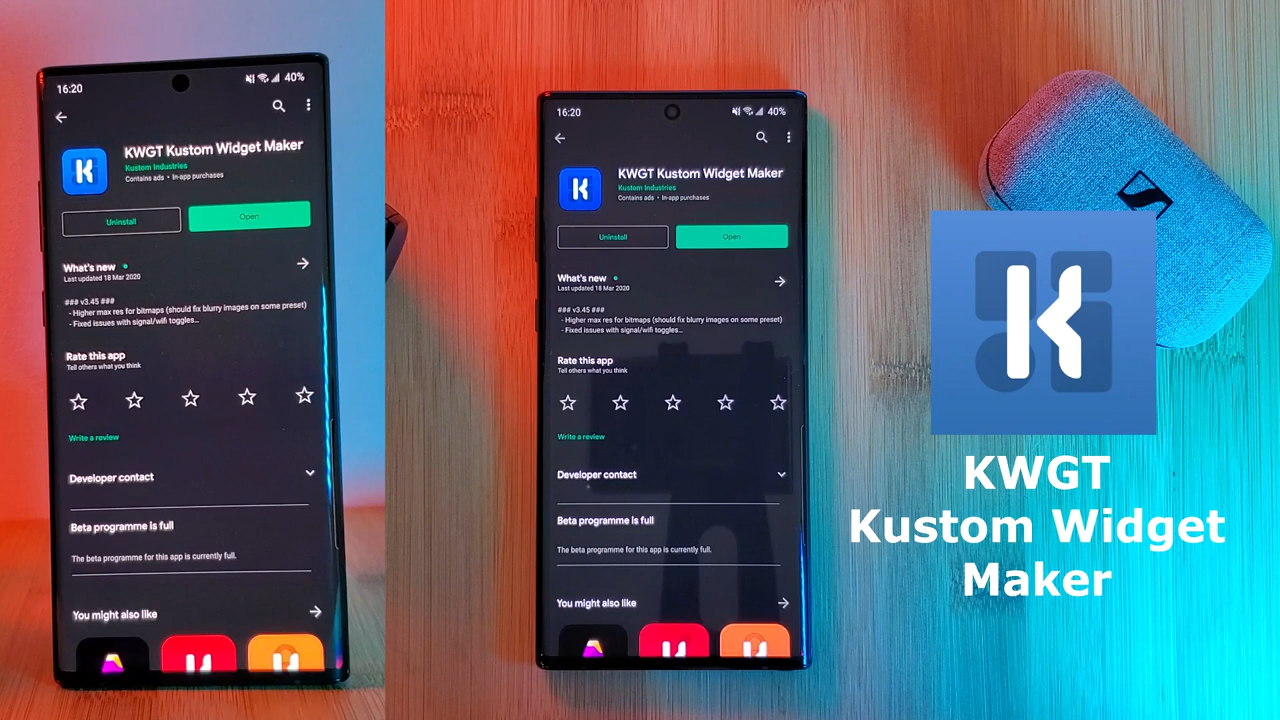 16:20
40%
KWGT Kustom Widget Maker
Kustom Industries
Contains ads • In-app purchases
Uninstall
Open
What's new •
Last updated 18 Mar 2020
### v3.45 ###
- Higher max res for bitmaps (should fix blurry images on some preset)
- Fixed issues with signal/wifi toggles...
Rate this app
Tell others what you think
Write a review
Developer contact
Beta programme is full
The beta programme for this app is currently full.
You might also like
16:20
40%
KWGT Kustom Widget Maker
Kustom Industries
Contains ads • In-app purchases
Uninstall
Open
What's new •
Last updated 18 Mar 2020
### v3.45 ###
- Higher max res for bitmaps (should fix blurry images on some preset)
- Fixed issues with signal/wifi toggles...
Rate this app
Tell others what you think
Write a review
Developer contact
Beta programme is full
The beta programme for this app is currently full.
You might also like
K
KWGT
Kustom Widget
Maker